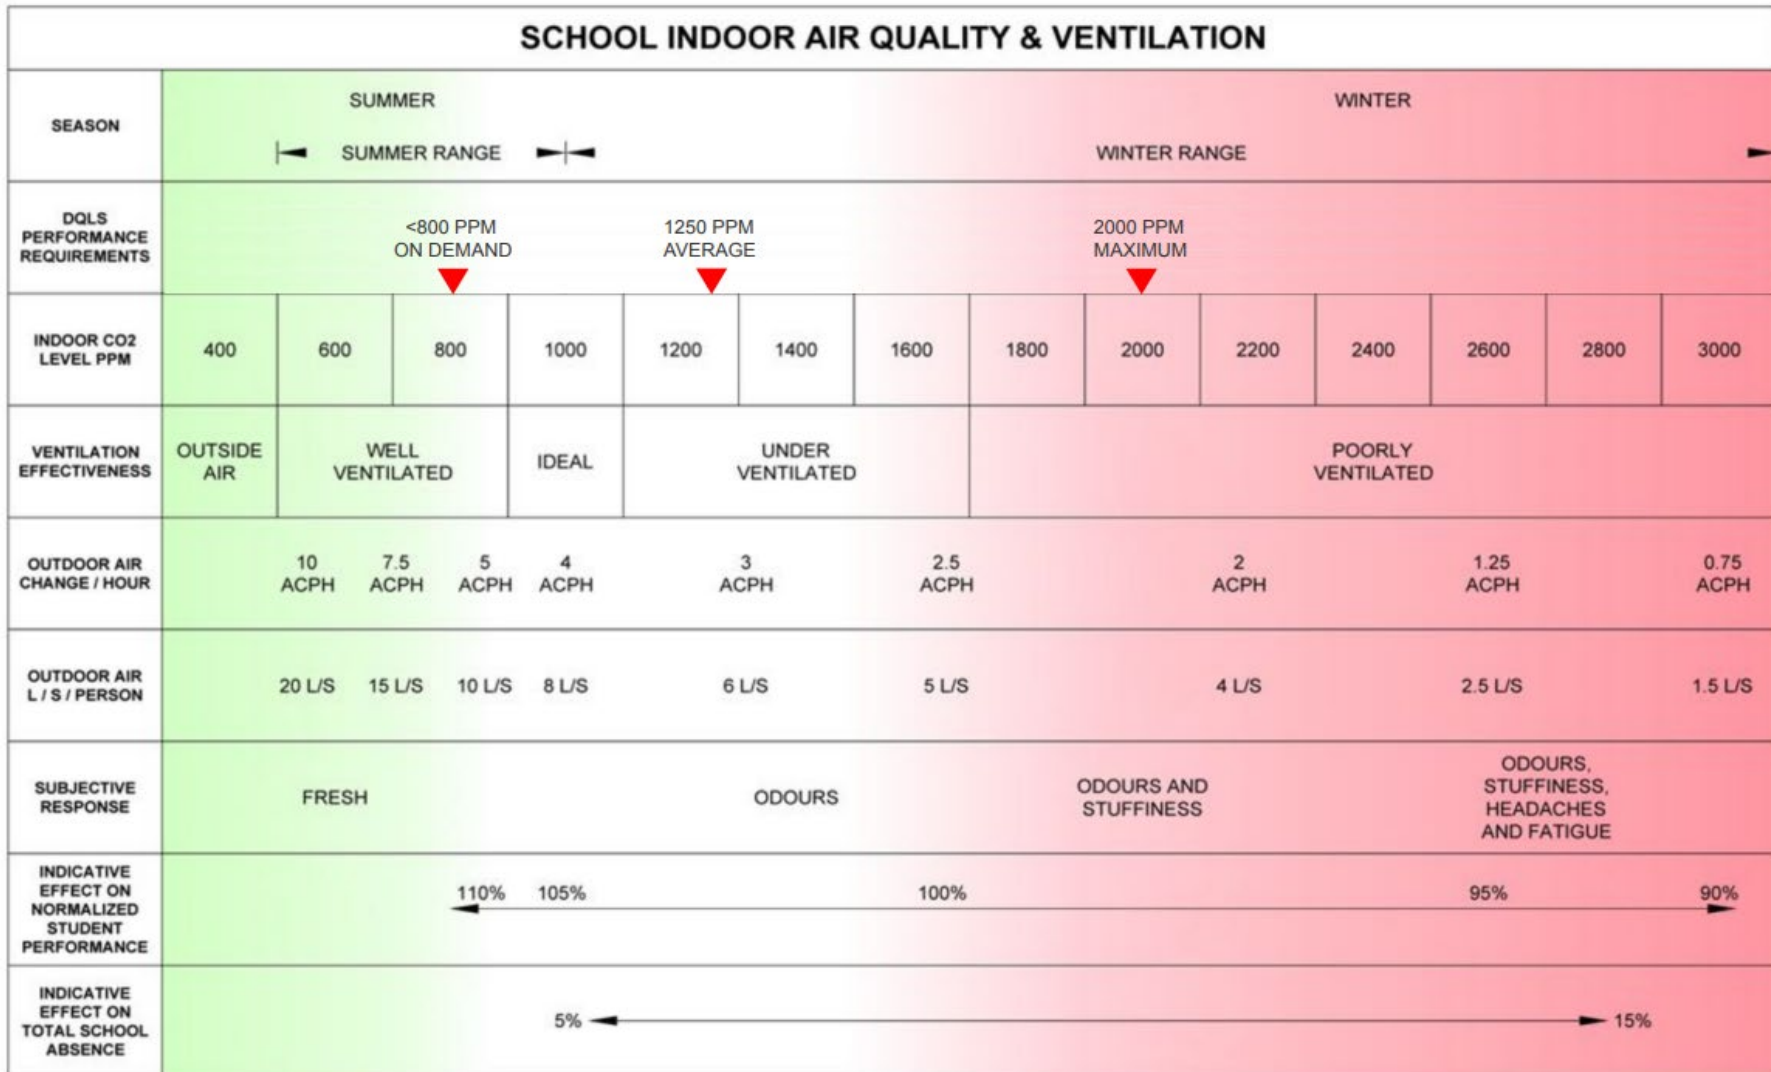 SCHOOL INDOOR AIR QUALITY & VENTILATION
SEASON
SUMMER
WINTER
SUMMER RANGE
WINTER RANGE
DQLS
PERFORMANCE
REQUIREMENTS
<800 PPM
ON DEMAND
1250 PPM
AVERAGE
2000 PPM
MAXIMUM
INDOOR CO2
LEVEL PPM
400 600 800 1000 1200 1400 1600 1800 2000 2200 2400 2600 2800 3000
VENTILATION
EFFECTIVENESS
OUTSIDE
AIR
WELL
VENTILATED
IDEAL
UNDER
VENTILATED
POORLY
VENTILATED
OUTDOOR AIR
CHANGE / HOUR
10
ACPH
7.5
ACPH
5
ACPH
4
ACPH
3
ACPH
2.5
ACPH
2
ACPH
1.25
ACPH
0.75
ACPH
OUTDOOR AIR
L / S / PERSON
20 L/S 15 L/S 10 L/S 8 L/S 6 L/S 5 L/S 4 L/S 2.5 L/S 1.5 L/S
SUBJECTIVE
RESPONSE
FRESH
ODOURS
ODOURS AND
STUFFINESS
ODOURS,
STUFFINESS,
HEADACHES
AND FATIGUE
INDICATIVE
EFFECT ON
NORMALIZED
STUDENT
PERFORMANCE
110% 105% 100% 95% 90%
INDICATIVE
EFFECT ON
TOTAL SCHOOL
ABSENCE
5% 15%